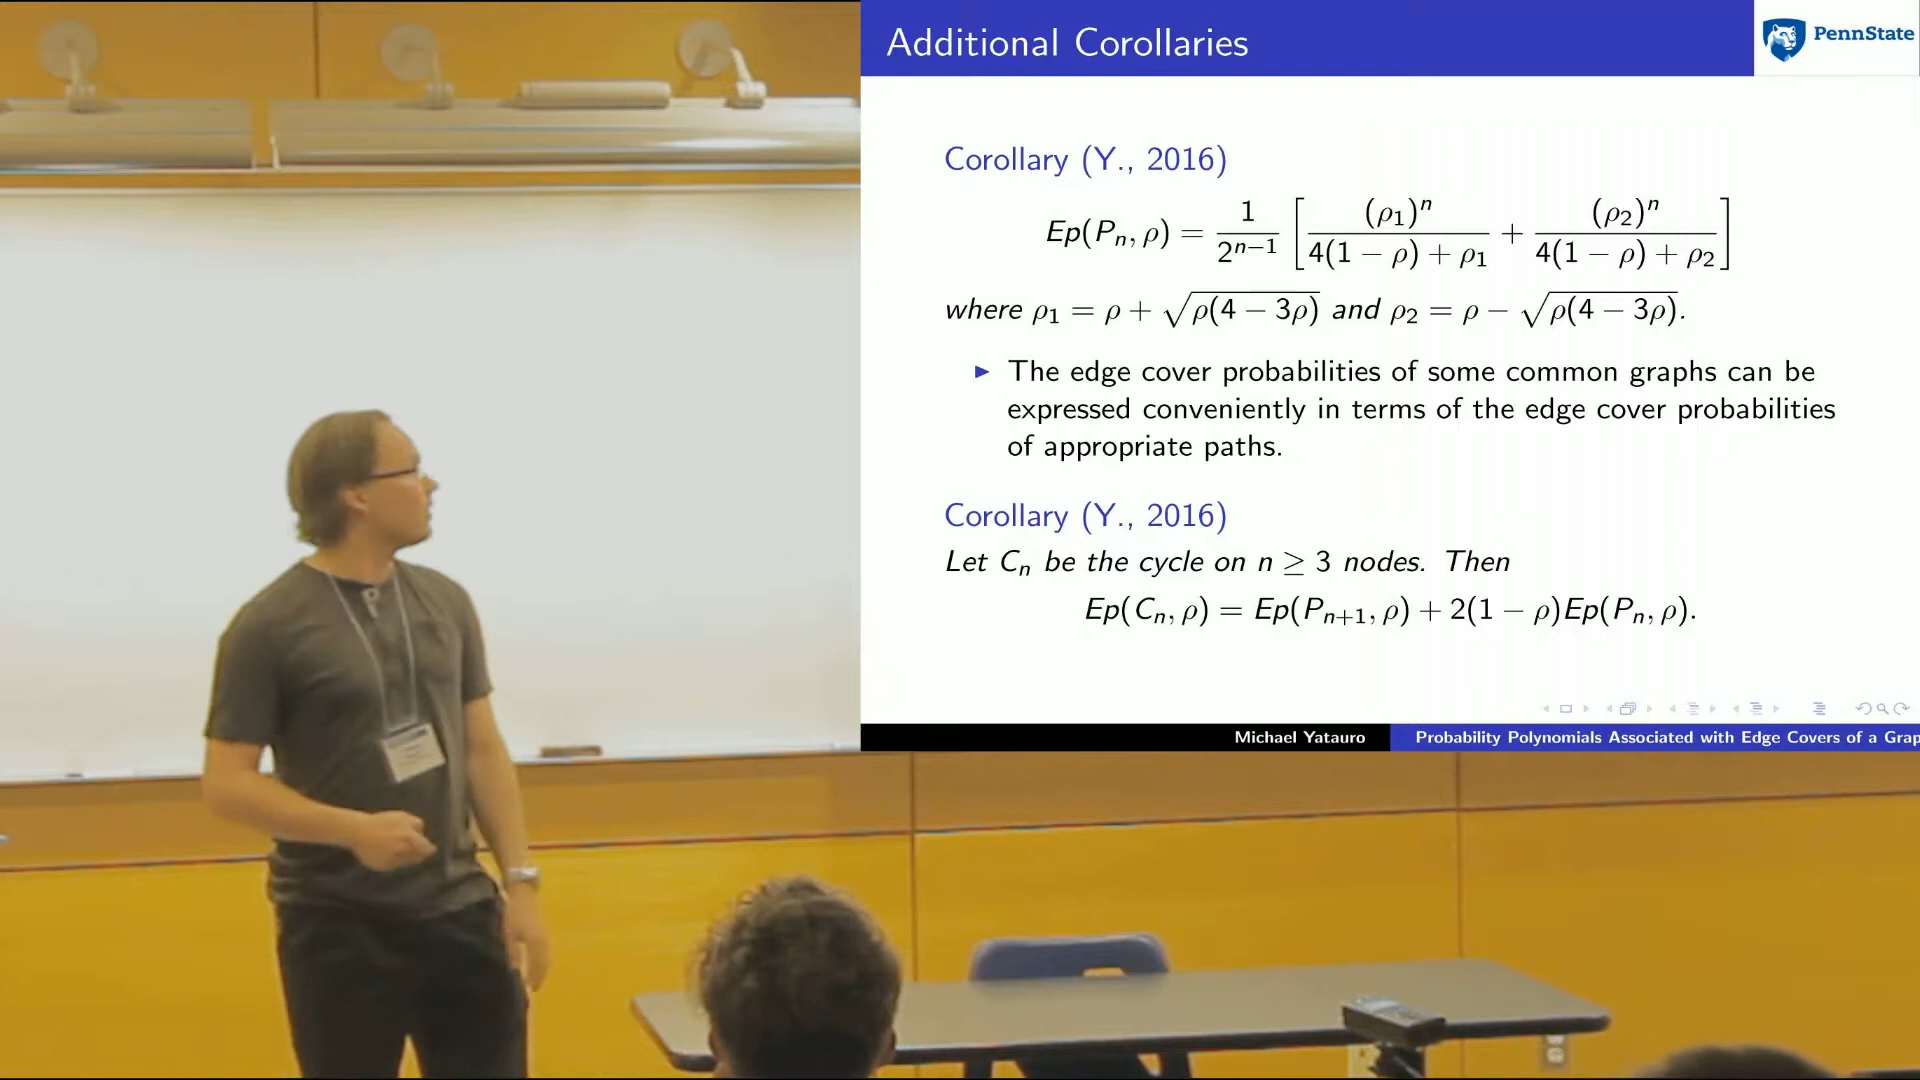 Additional Corollaries
PennState
Corollary (Y., 2016)
Ep(Pₙ, ρ) = 1/2ⁿ⁻¹ [ (ρ₁)ⁿ / (4(1 − ρ) + ρ₁) + (ρ₂)ⁿ / (4(1 − ρ) + ρ₂) ]
where ρ₁ = ρ + √(ρ(4 − 3ρ)) and ρ₂ = ρ − √(ρ(4 − 3ρ)).
▶ The edge cover probabilities of some common graphs can be
expressed conveniently in terms of the edge cover probabilities
of appropriate paths.
Corollary (Y., 2016)
Let Cₙ be the cycle on n ≥ 3 nodes. Then
Ep(Cₙ, ρ) = Ep(Pₙ₊₁, ρ) + 2(1 − ρ)Ep(Pₙ, ρ).
Michael Yatauro
Probability Polynomials Associated with Edge Covers of a Grap